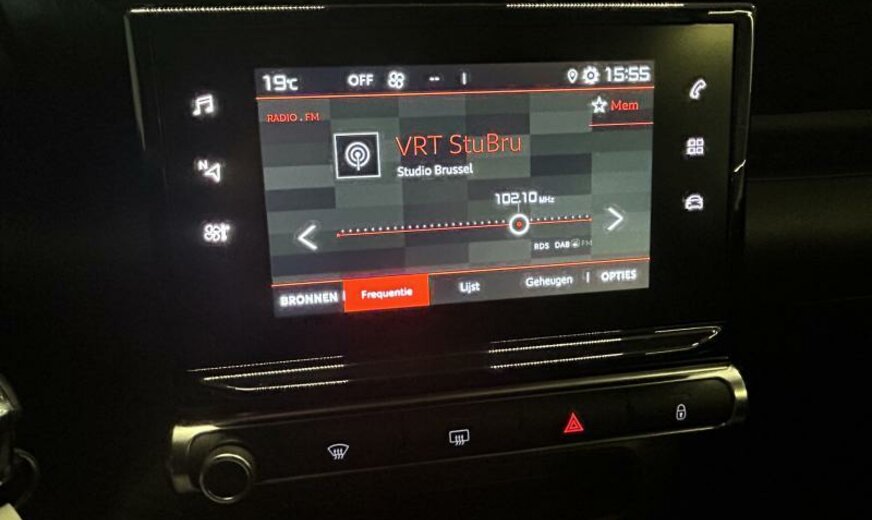 19°C OFF -- 15:55
RADIO . FM
Mem
VRT StuBru
Studio Brussel
N
102.10 MHz
RDS DAB FM
BRONNEN Frequentie Lijst Geheugen OPTIES